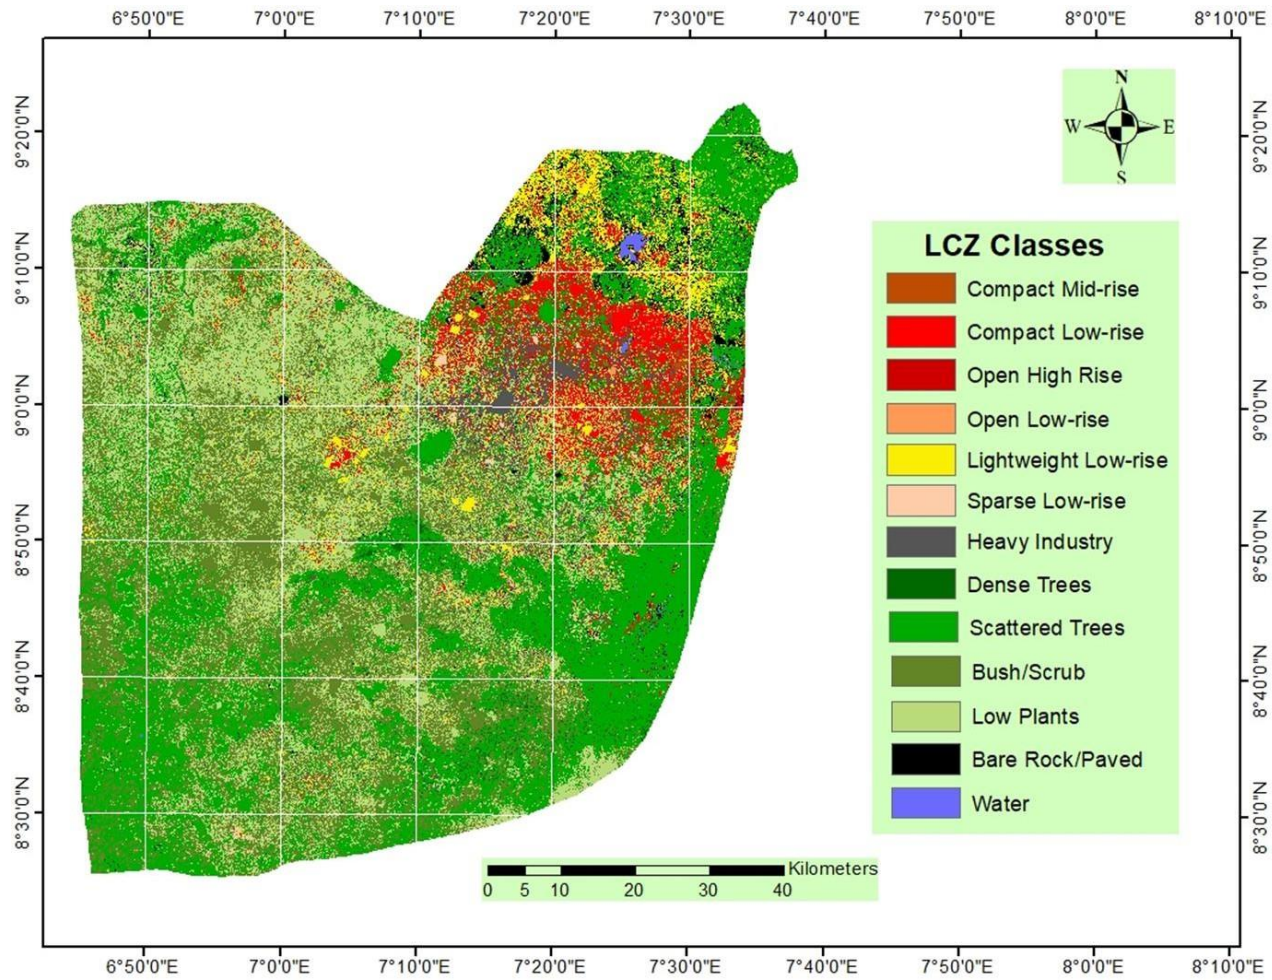 6°50'0"E 7°0'0"E 7°10'0"E 7°20'0"E 7°30'0"E 7°40'0"E 7°50'0"E 8°0'0"E 8°10'0"E
N
W E
S
9°20'0"N 9°20'0"N
9°10'0"N 9°10'0"N
9°0'0"N 9°0'0"N
8°50'0"N 8°50'0"N
8°40'0"N 8°40'0"N
8°30'0"N 8°30'0"N
LCZ Classes
Compact Mid-rise
Compact Low-rise
Open High Rise
Open Low-rise
Lightweight Low-rise
Sparse Low-rise
Heavy Industry
Dense Trees
Scattered Trees
Bush/Scrub
Low Plants
Bare Rock/Paved
Water
Kilometers
0 5 10 20 30 40
6°50'0"E 7°0'0"E 7°10'0"E 7°20'0"E 7°30'0"E 7°40'0"E 7°50'0"E 8°0'0"E 8°10'0"E